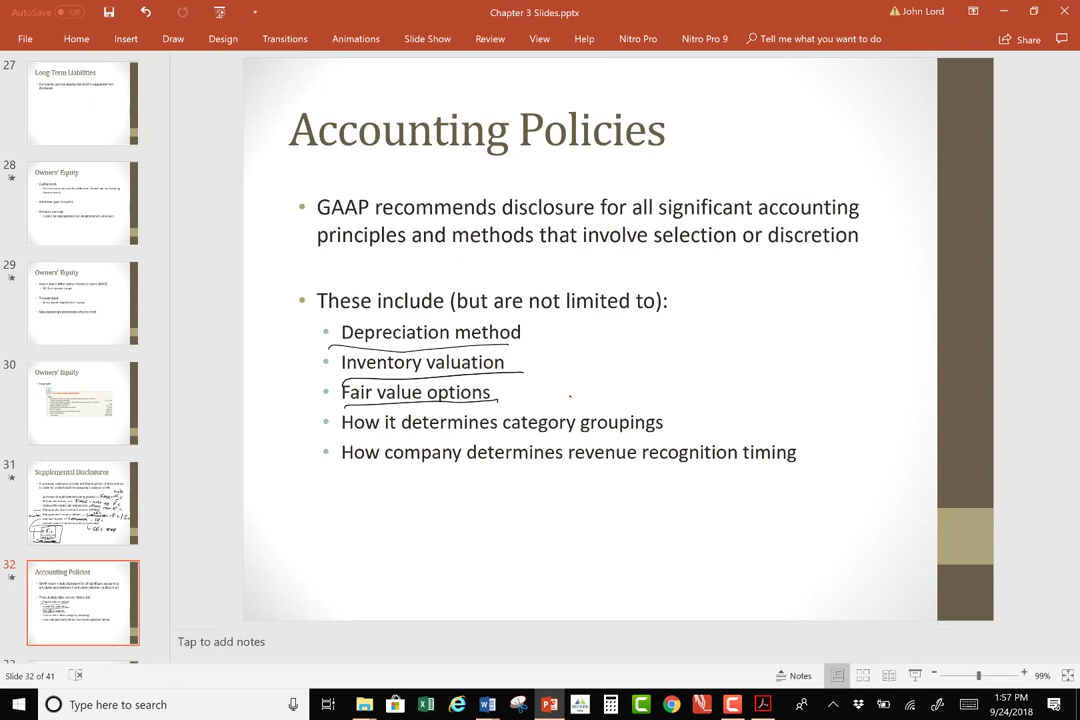 AutoSave Off
Chapter 3 Slides.pptx
John Lord
File Home Insert Draw Design Transitions Animations Slide Show Review View Help Nitro Pro Nitro Pro 9 Tell me what you want to do Share
27
Long-Term Liabilities
28
Owners' Equity
29
Owners' Equity
30
Owners' Equity
31
Supplemental Disclosures
32
Accounting Policies
Accounting Policies
• GAAP recommends disclosure for all significant accounting
principles and methods that involve selection or discretion
• These include (but are not limited to):
• Depreciation method
• Inventory valuation
• Fair value options
• How it determines category groupings
• How company determines revenue recognition timing
Tap to add notes
Slide 32 of 41
Notes
99%
Type here to search
1:57 PM
9/24/2018